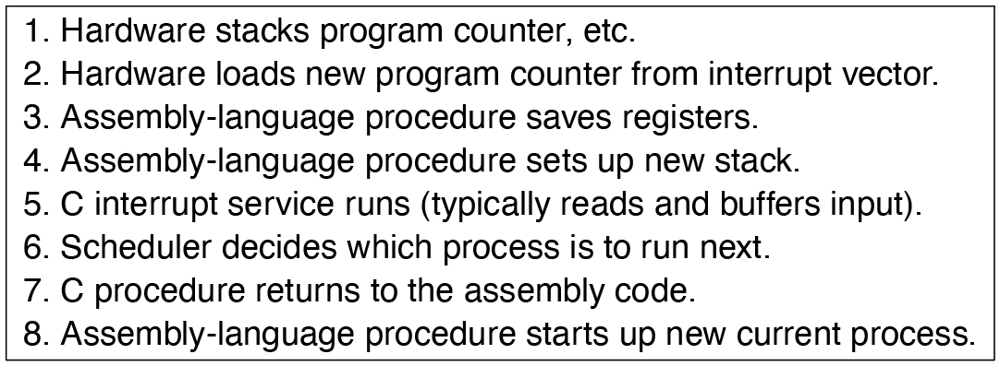 1. Hardware stacks program counter, etc.
2. Hardware loads new program counter from interrupt vector.
3. Assembly-language procedure saves registers.
4. Assembly-language procedure sets up new stack.
5. C interrupt service runs (typically reads and buffers input).
6. Scheduler decides which process is to run next.
7. C procedure returns to the assembly code.
8. Assembly-language procedure starts up new current process.